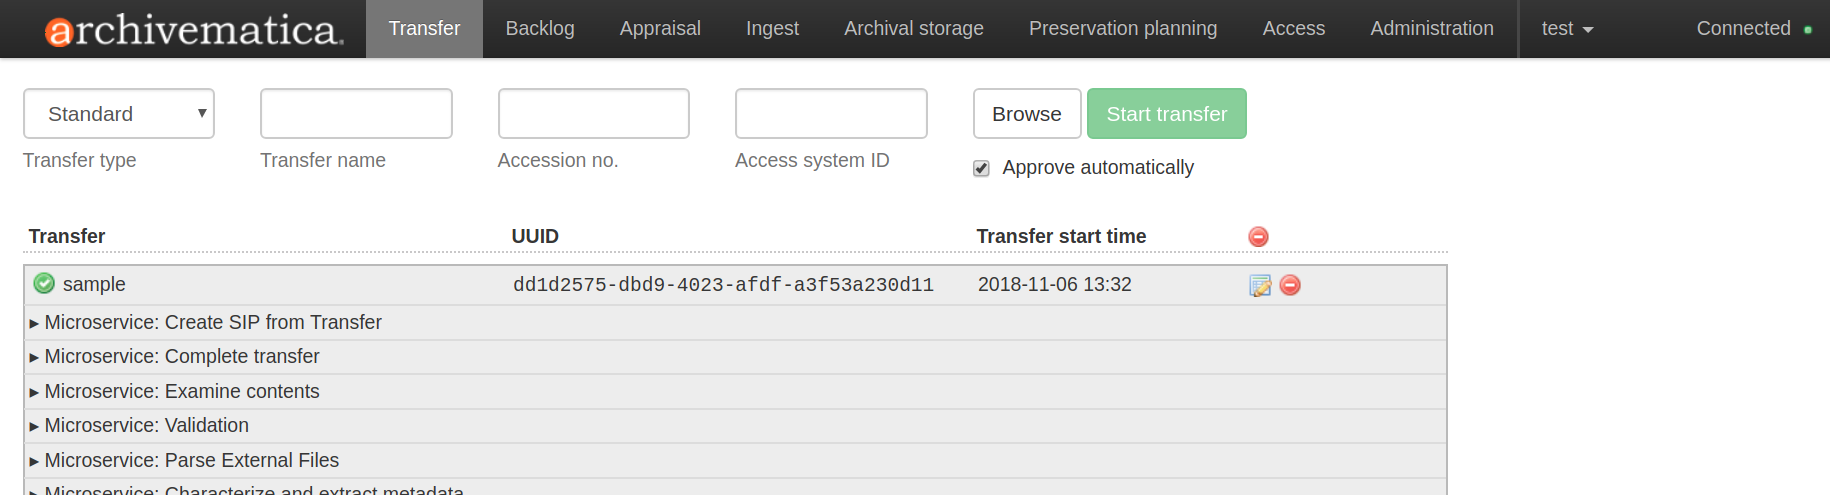 archivematica. Transfer Backlog Appraisal Ingest Archival storage Preservation planning Access Administration test Connected
Standard Browse Start transfer
Transfer type Transfer name Accession no. Access system ID Approve automatically
Transfer UUID Transfer start time
sample dd1d2575-dbd9-4023-afdf-a3f53a230d11 2018-11-06 13:32
Microservice: Create SIP from Transfer
Microservice: Complete transfer
Microservice: Examine contents
Microservice: Validation
Microservice: Parse External Files
Microservice: Characterize and extract metadata